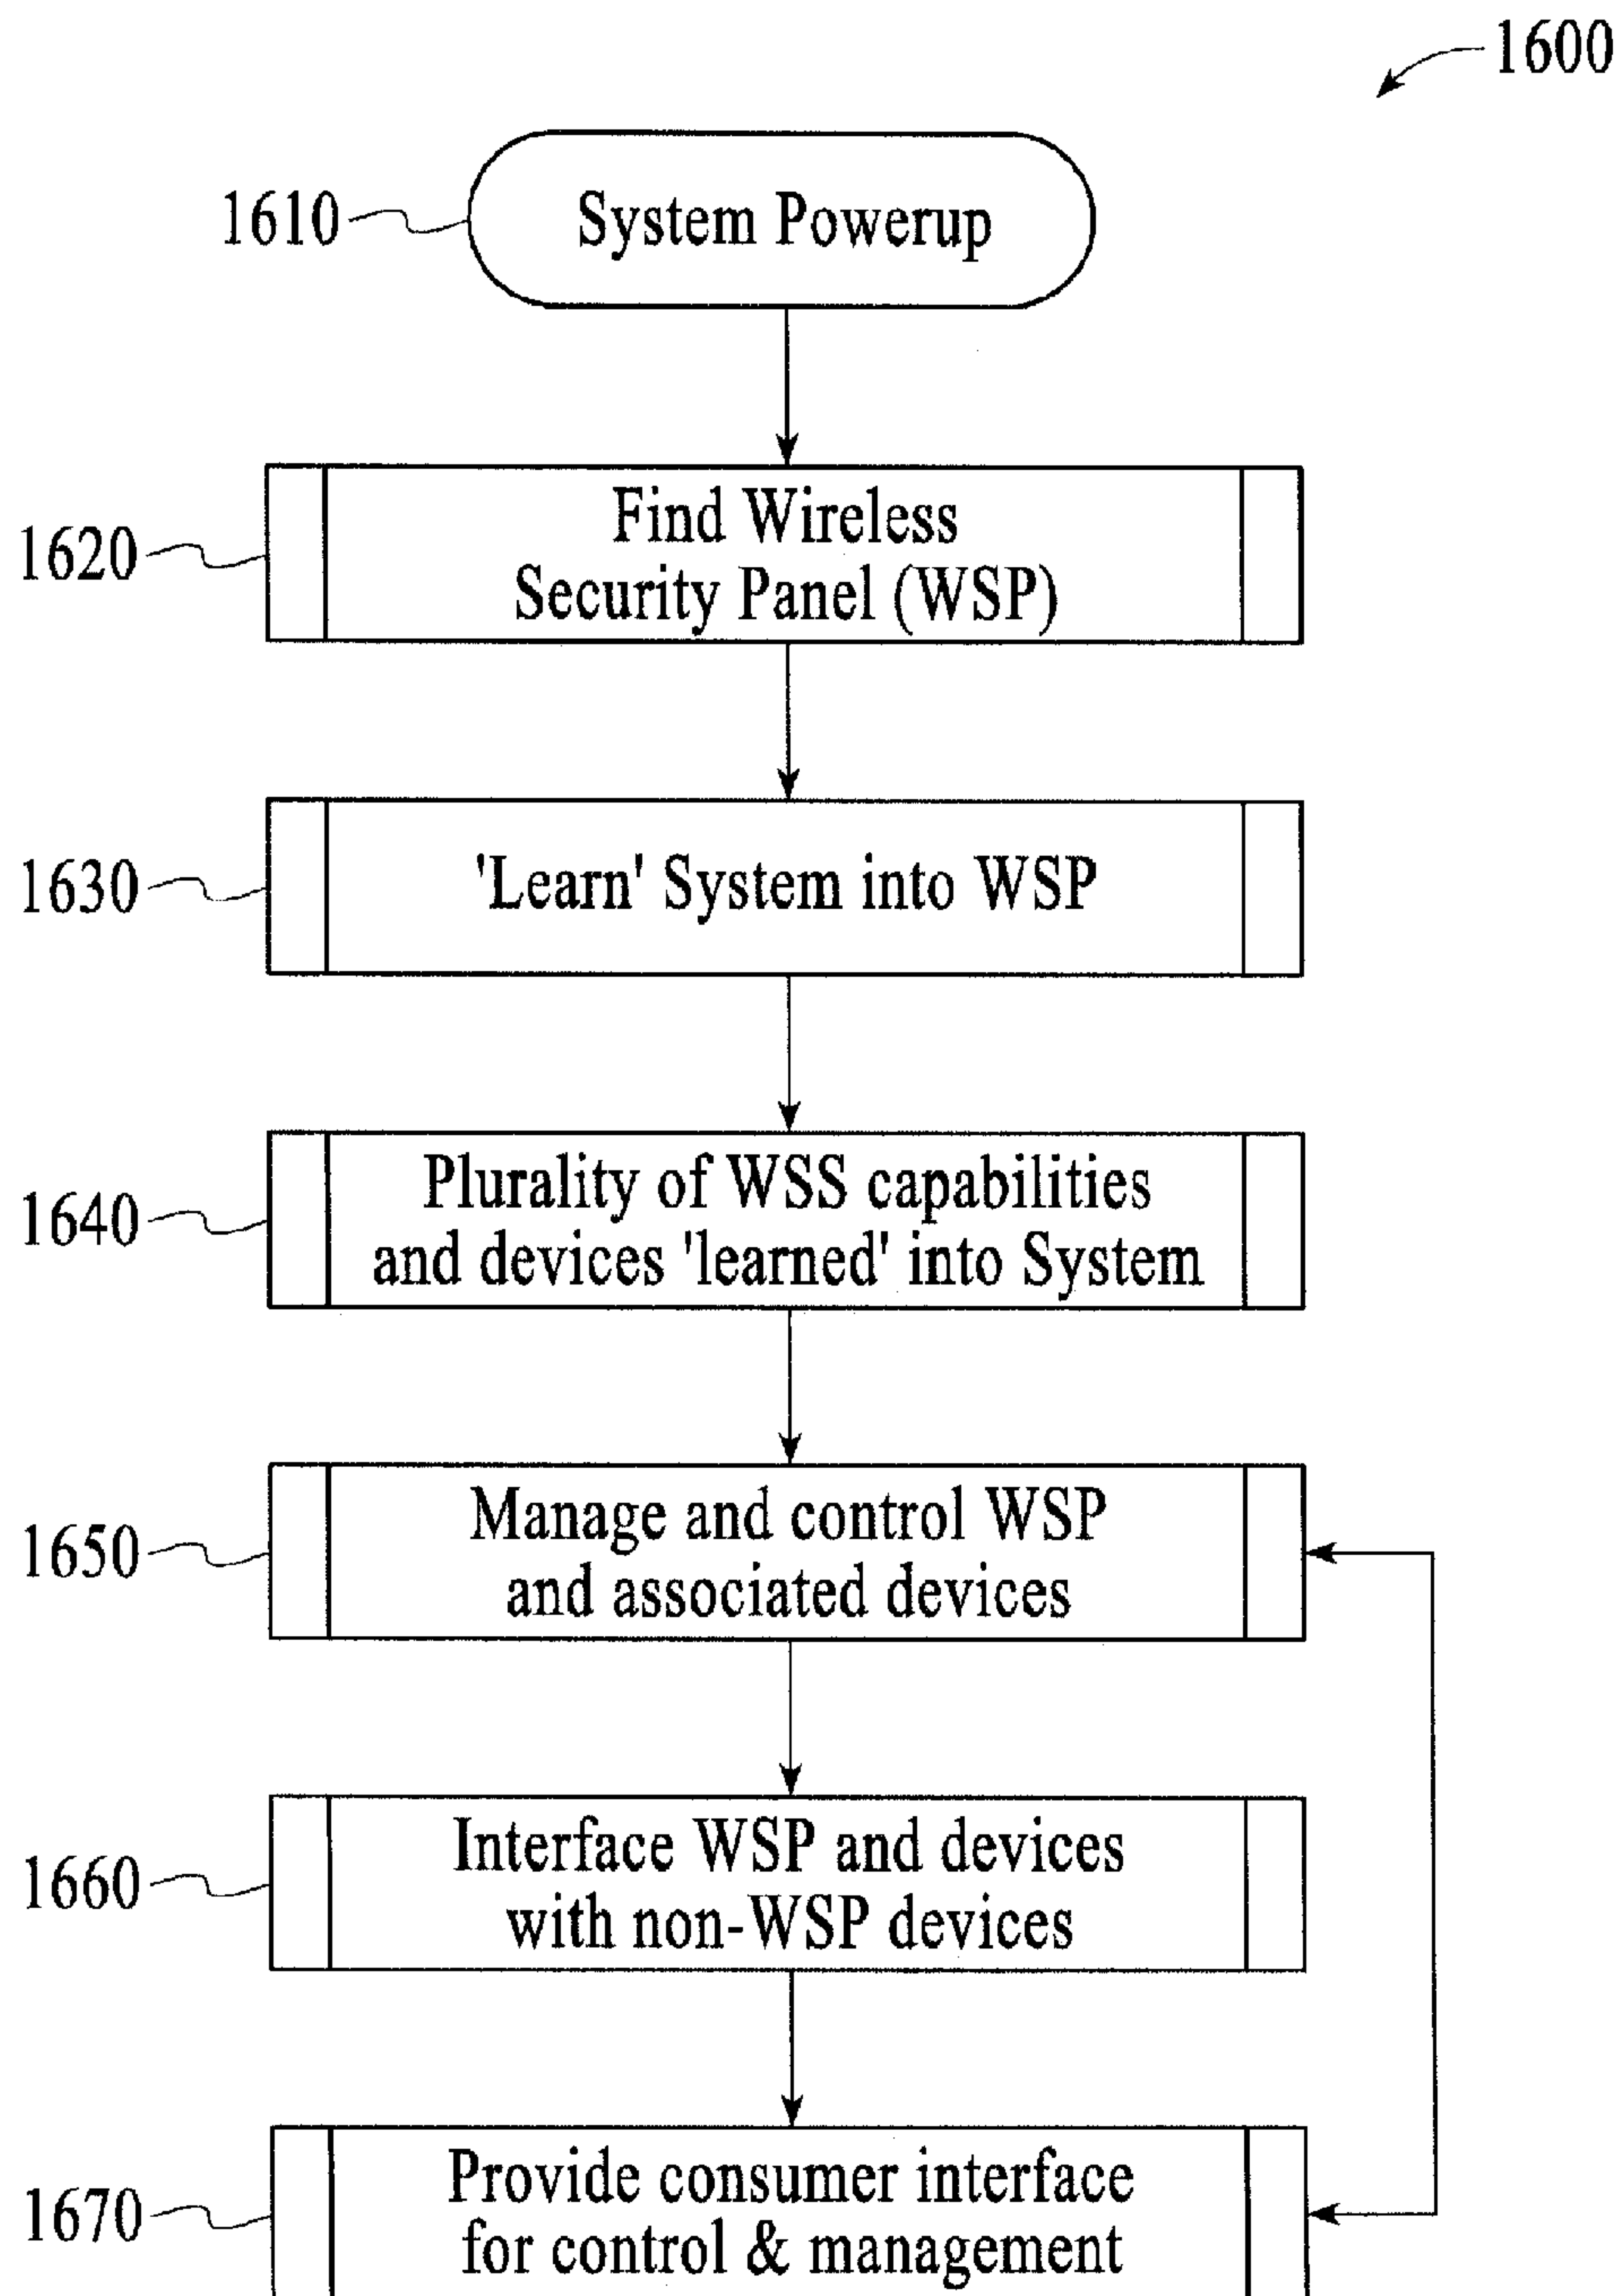 1600
1610
System Powerup
1620
Find Wireless
Security Panel (WSP)
1630
'Learn' System into WSP
1640
Plurality of WSS capabilities
and devices 'learned' into System
1650
Manage and control WSP
and associated devices
1660
Interface WSP and devices
with non-WSP devices
1670
Provide consumer interface
for control & management